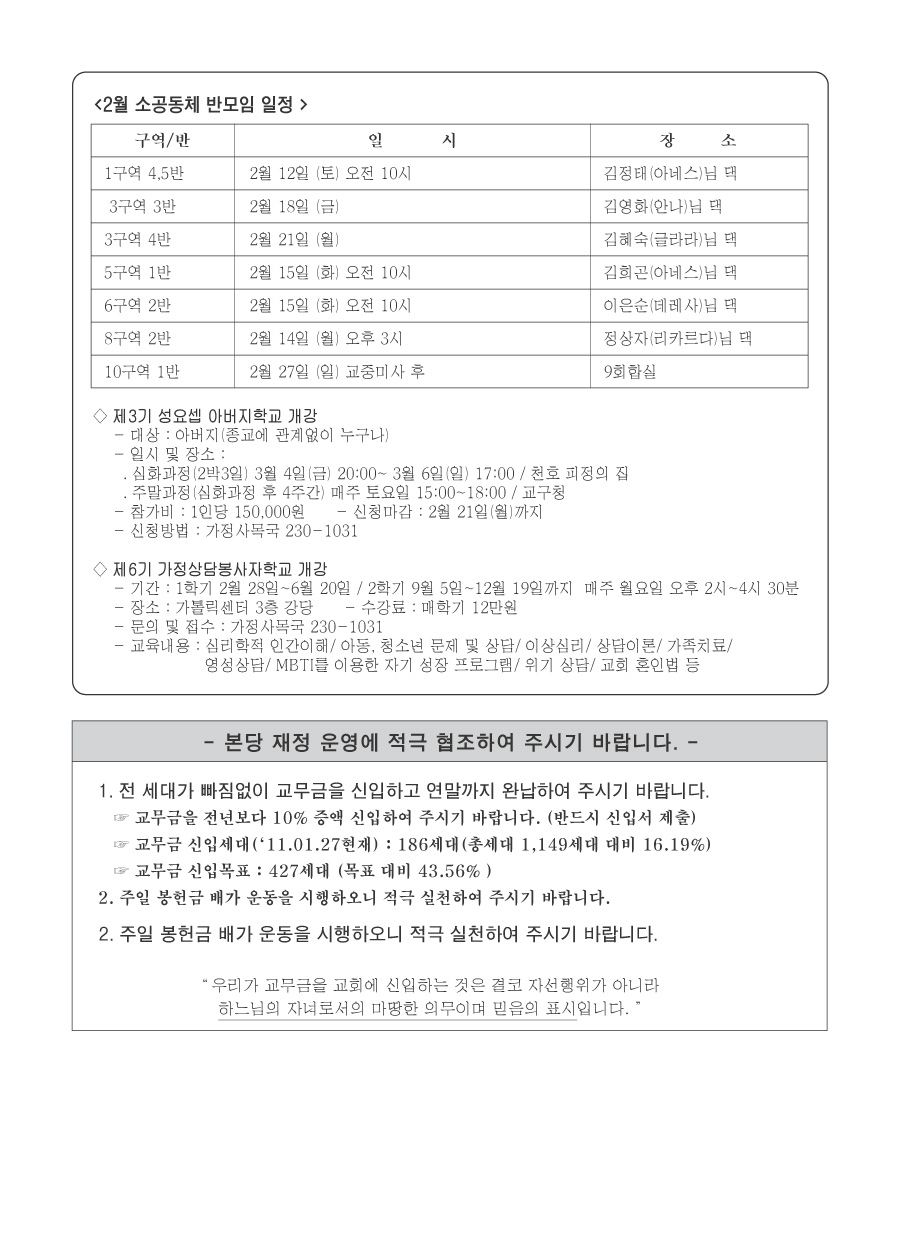 <2월 소공동체 반모임 일정 >
구역/반 일 시 장 소
1구역 4,5반 2월 12일 (토) 오전 10시 김정태(아네스)님 댁
3구역 3반 2월 18일 (금) 김영화(안나)님 댁
3구역 4반 2월 21일 (월) 김혜숙(글라라)님 댁
5구역 1반 2월 15일 (화) 오전 10시 김희곤(아네스)님 댁
6구역 2반 2월 15일 (화) 오전 10시 이은순(데레사)님 댁
8구역 2반 2월 14일 (월) 오후 3시 정상자(리카르다)님 댁
10구역 1반 2월 27일 (일) 교중미사 후 9회합실
◇ 제3기 성요셉 아버지학교 개강
- 대상 : 아버지(종교에 관계없이 누구나)
- 일시 및 장소 :
. 심화과정(2박3일) 3월 4일(금) 20:00~ 3월 6일(일) 17:00 / 천호 피정의 집
. 주말과정(심화과정 후 4주간) 매주 토요일 15:00~18:00 / 교구청
- 참가비 : 1인당 150,000원 - 신청마감 : 2월 21일(월)까지
- 신청방법 : 가정사목국 230-1031
◇ 제6기 가정상담봉사자학교 개강
- 기간 : 1학기 2월 28일~6월 20일 / 2학기 9월 5일~12월 19일까지 매주 월요일 오후 2시~4시 30분
- 장소 : 가톨릭센터 3층 강당 - 수강료 : 매학기 12만원
- 문의 및 접수 : 가정사목국 230-1031
- 교육내용 : 심리학적 인간이해/ 아동, 청소년 문제 및 상담/ 이상심리/ 상담이론/ 가족치료/
영성상담/ MBTI를 이용한 자기 성장 프로그램/ 위기 상담/ 교회 혼인법 등
- 본당 재정 운영에 적극 협조하여 주시기 바랍니다. -
1. 전 세대가 빠짐없이 교무금을 신입하고 연말까지 완납하여 주시기 바랍니다.
☞ 교무금을 전년보다 10% 증액 신입하여 주시기 바랍니다. (반드시 신입서 제출)
☞ 교무금 신입세대(‘11.01.27현재) : 186세대(총세대 1,149세대 대비 16.19%)
☞ 교무금 신입목표 : 427세대 (목표 대비 43.56% )
2. 주일 봉헌금 배가 운동을 시행하오니 적극 실천하여 주시기 바랍니다.
2. 주일 봉헌금 배가 운동을 시행하오니 적극 실천하여 주시기 바랍니다.
“ 우리가 교무금을 교회에 신입하는 것은 결코 자선행위가 아니라
하느님의 자녀로서의 마땅한 의무이며 믿음의 표시입니다. ”